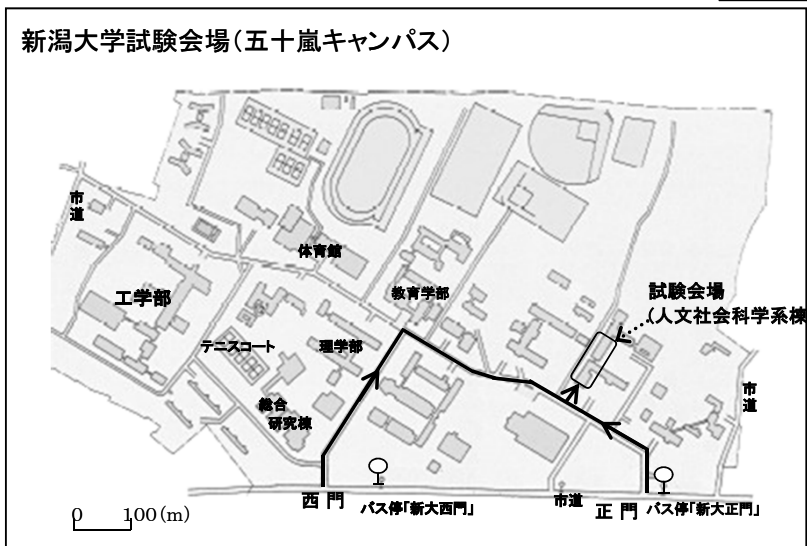 新潟大学試験会場(五十嵐キャンパス)
市道
体育館
工学部
教育学部
試験会場
(人文社会科学系棟
テニスコート
理学部
総合
研究棟
市道
西門
バス停「新大西門」
市道
正門
バス停「新大正門」
0 100(m)